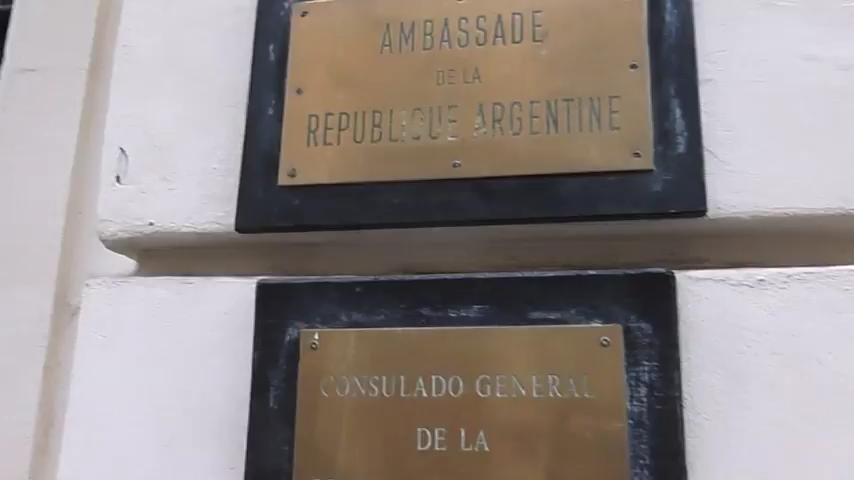 AMBASSADE
DE LA
REPUBLIQUE ARGENTINE
CONSULADO GENERAL
DE LA